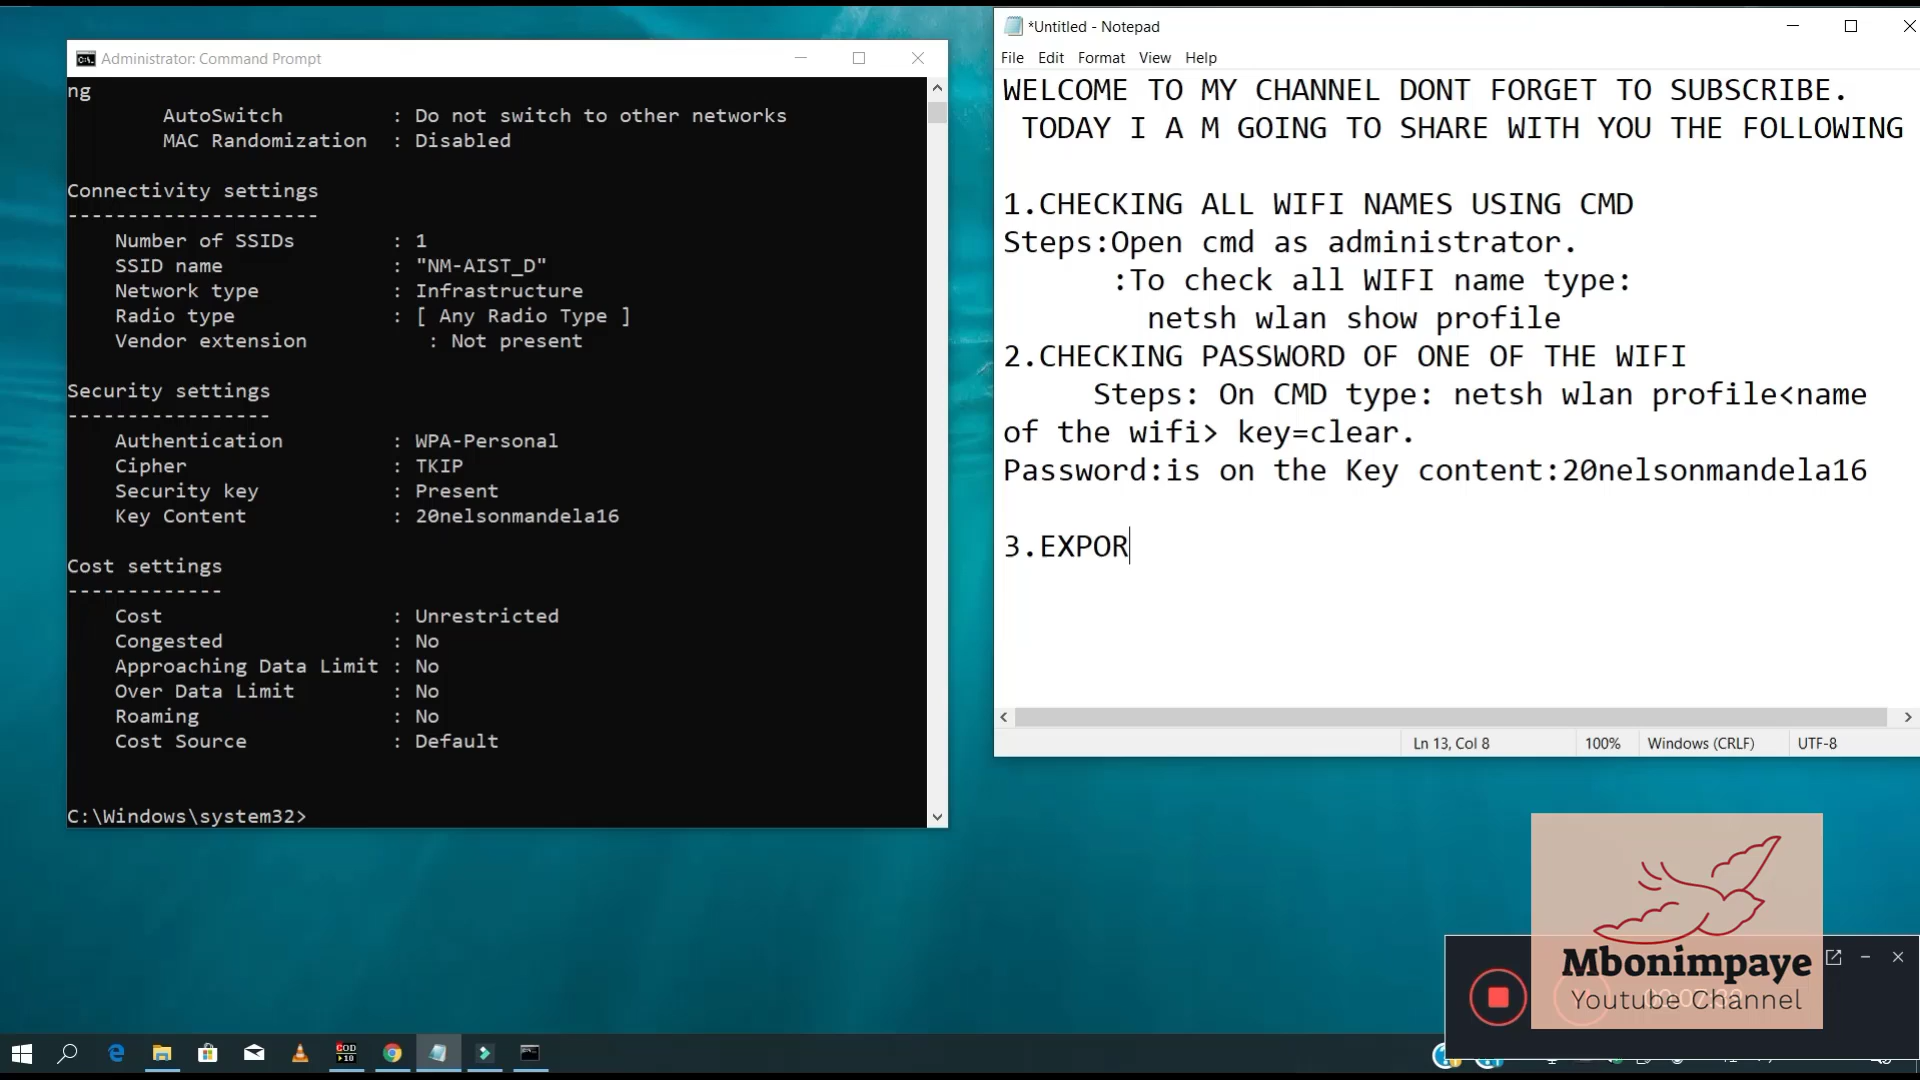 Administrator: Command Prompt
ng
AutoSwitch : Do not switch to other networks
MAC Randomization : Disabled
Connectivity settings
---------------------
Number of SSIDs : 1
SSID name : "NM-AIST_D"
Network type : Infrastructure
Radio type : [ Any Radio Type ]
Vendor extension : Not present
Security settings
-----------------
Authentication : WPA-Personal
Cipher : TKIP
Security key : Present
Key Content : 20nelsonmandela16
Cost settings
-------------
Cost : Unrestricted
Congested : No
Approaching Data Limit : No
Over Data Limit : No
Roaming : No
Cost Source : Default
C:\Windows\system32>
*Untitled - Notepad
File Edit Format View Help
WELCOME TO MY CHANNEL DONT FORGET TO SUBSCRIBE.
TODAY I A M GOING TO SHARE WITH YOU THE FOLLOWING
1.CHECKING ALL WIFI NAMES USING CMD
Steps:Open cmd as administrator.
:To check all WIFI name type:
netsh wlan show profile
2.CHECKING PASSWORD OF ONE OF THE WIFI
Steps: On CMD type: netsh wlan profile<name
of the wifi> key=clear.
Password:is on the Key content:20nelsonmandela16
3.EXPOR
Ln 13, Col 8 100% Windows (CRLF) UTF-8
Mbonimpaye
Youtube Channel